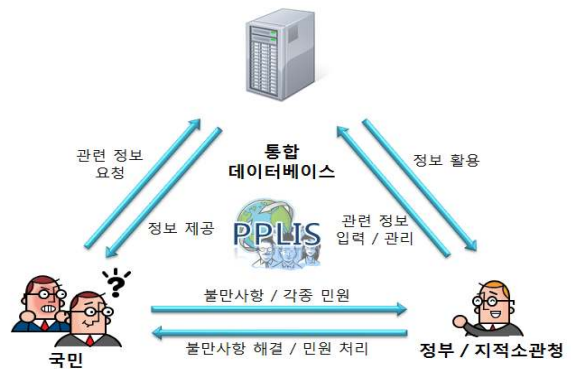 통합
데이터베이스
관련 정보
요청
정보 활용
정보 제공
PPLIS
관련 정보
입력 / 관리
?
불만사항 / 각종 민원
불만사항 해결 / 민원 처리
국민
정부 / 지적소관청